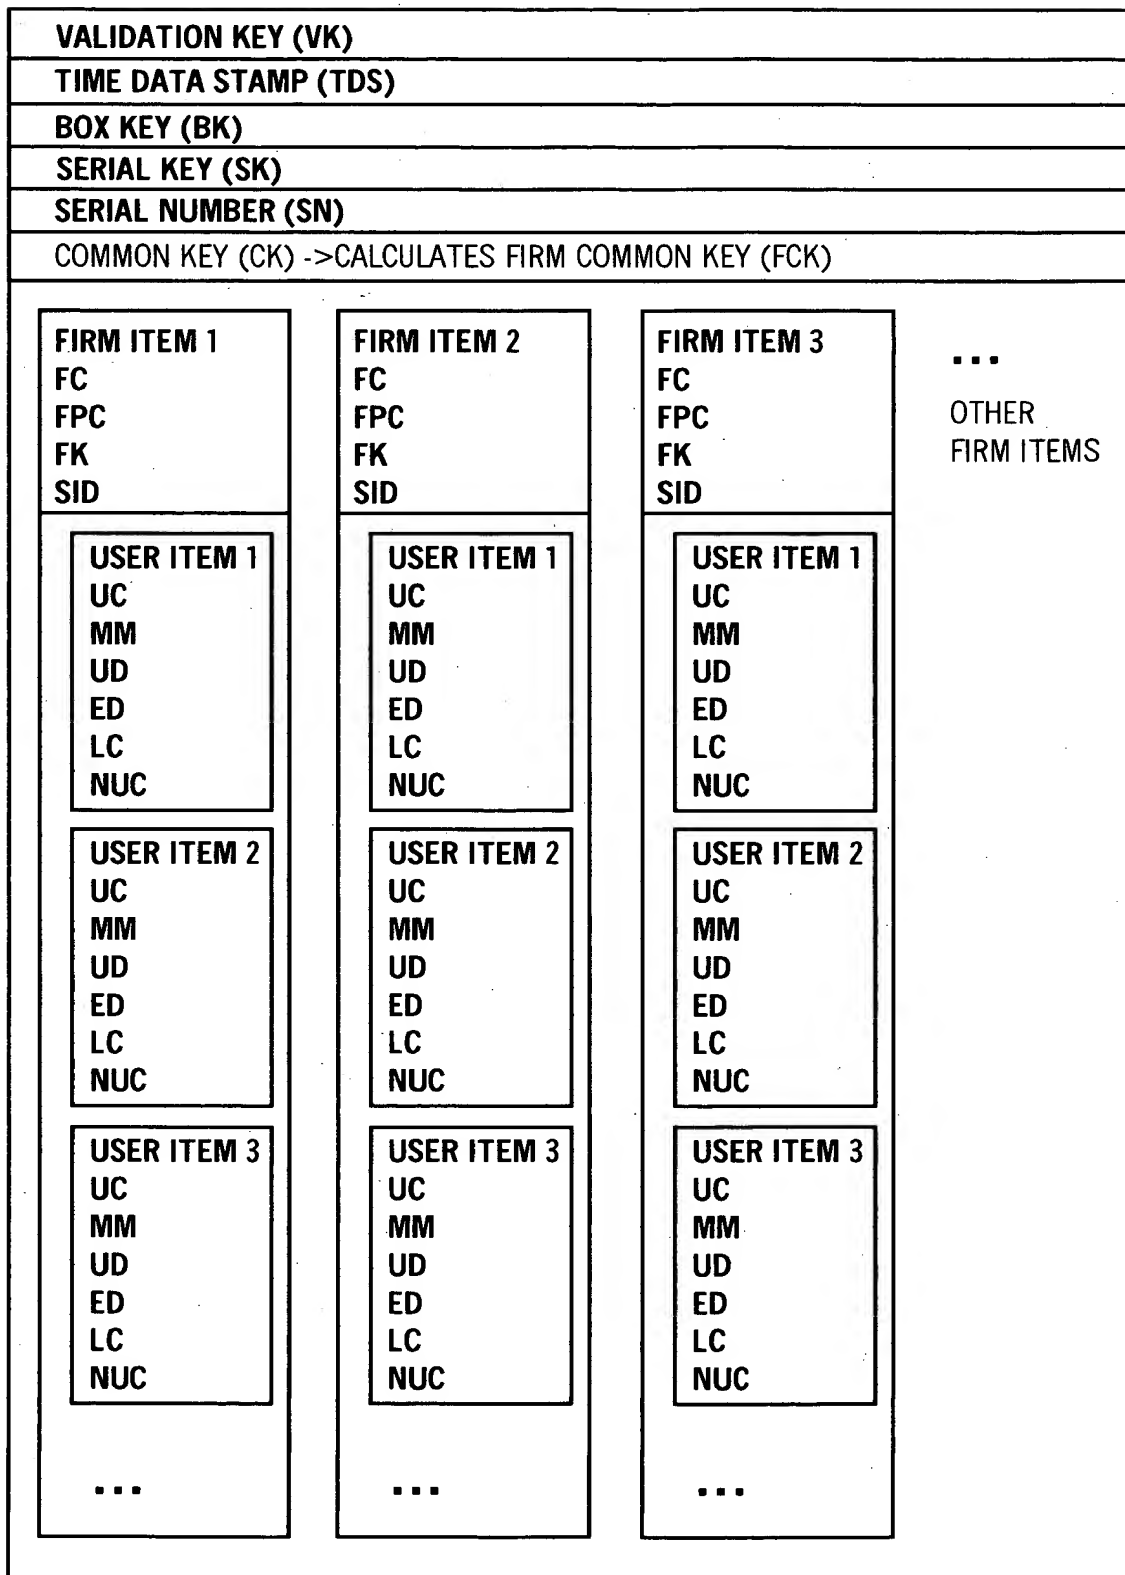 VALIDATION KEY (VK)
TIME DATA STAMP (TDS)
BOX KEY (BK)
SERIAL KEY (SK)
SERIAL NUMBER (SN)
COMMON KEY (CK) ->CALCULATES FIRM COMMON KEY (FCK)
FIRM ITEM 1
FC
FPC
FK
SID
USER ITEM 1
UC
MM
UD
ED
LC
NUC
USER ITEM 2
UC
MM
UD
ED
LC
NUC
USER ITEM 3
UC
MM
UD
ED
LC
NUC
...
FIRM ITEM 2
FC
FPC
FK
SID
USER ITEM 1
UC
MM
UD
ED
LC
NUC
USER ITEM 2
UC
MM
UD
ED
LC
NUC
USER ITEM 3
UC
MM
UD
ED
LC
NUC
...
FIRM ITEM 3
FC
FPC
FK
SID
USER ITEM 1
UC
MM
UD
ED
LC
NUC
USER ITEM 2
UC
MM
UD
ED
LC
NUC
USER ITEM 3
UC
MM
UD
ED
LC
NUC
...
...
OTHER
FIRM ITEMS